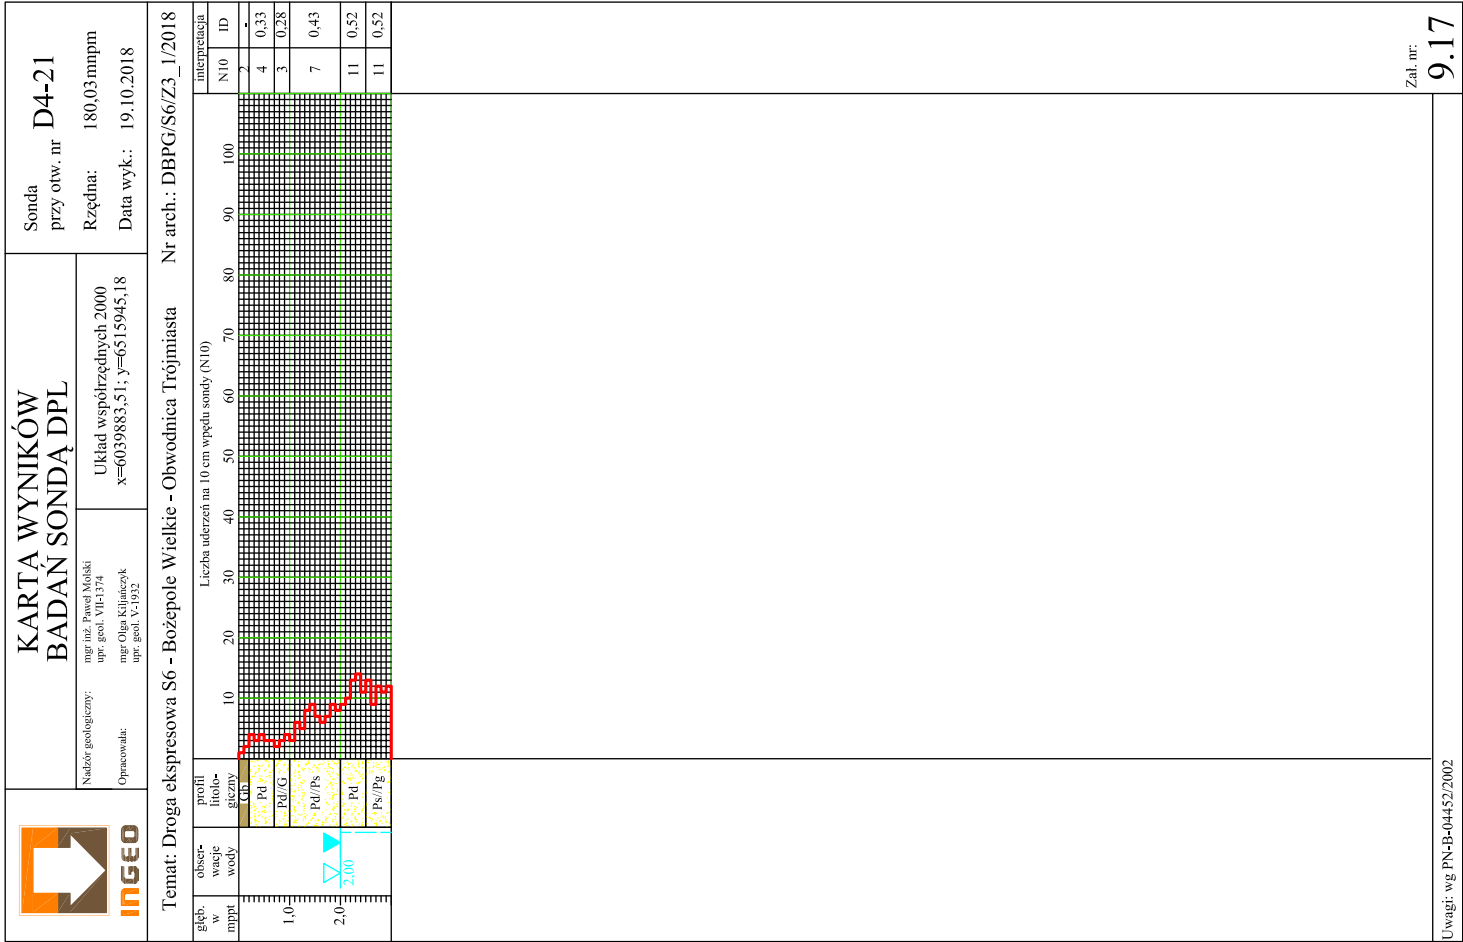 INGEO
KARTA WYNIKÓW
BADAŃ SONDĄ DPL
Nadzór geologiczny:
mgr inż. Paweł Molski
upr. geol. VII-1374
Opracowała:
mgr Olga Kiljańczyk
upr. geol. V-1932
Układ współrzędnych 2000
x=6039883,51; y=6515945,18
Sonda
przy otw. nr D4-21
Rzędna: 180,03mnpm
Data wyk.: 19.10.2018
Temat: Droga ekspresowa S6 - Bożepole Wielkie - Obwodnica Trójmiasta
Nr arch.: DBPG/S6/Z3_1/2018
głęb.
w
mppt
obser-
wacje
wody
profil
litolo-
giczny
Liczba uderzeń na 10 cm wpędu sondy (N10)
10 20 30 40 50 60 70 80 90 100
interpretacja
N10 ID
Gb 2 -
Pd 4 0,33
Pd//G 3 0,28
1,0
Pd//Ps 7 0,43
2,0
2,00
Pd 11 0,52
Ps//Pg 11 0,52
Uwagi: wg PN-B-04452/2002
Zał. nr:
9.17